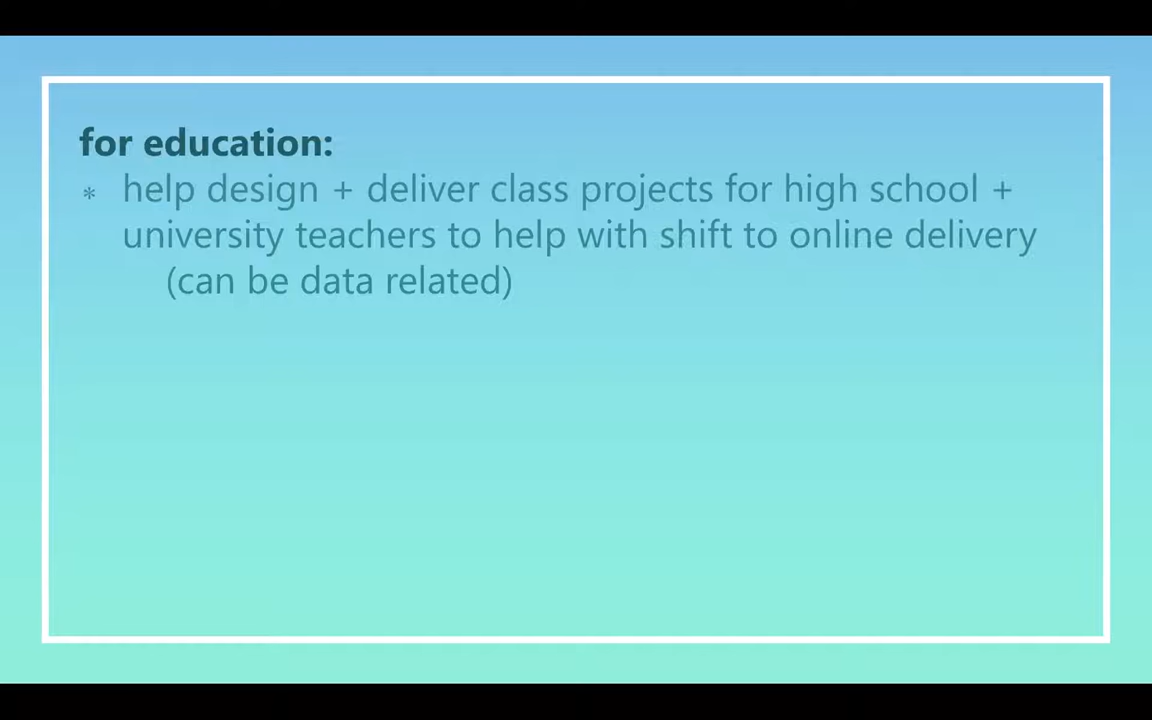 for education:
* help design + deliver class projects for high school +
university teachers to help with shift to online delivery
(can be data related)